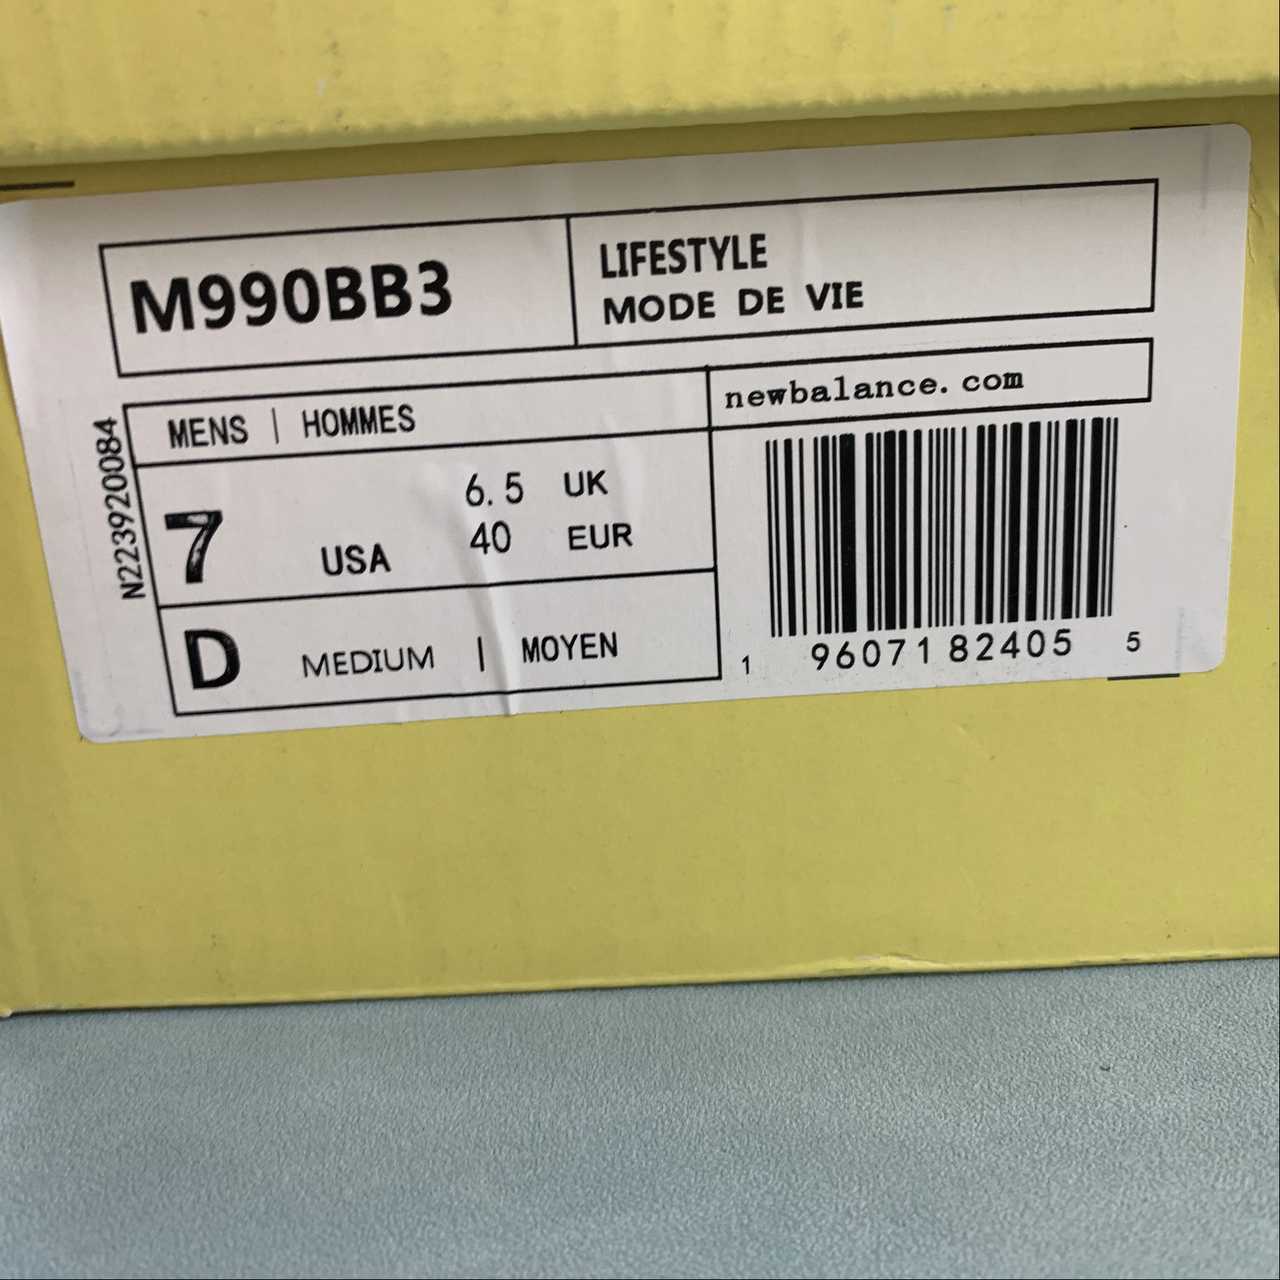 M990BB3
LIFESTYLE
MODE DE VIE
newbalance.com
MENS | HOMMES
7 USA
6.5 UK
40 EUR
D MEDIUM | MOYEN
N223920084
1 96071 82405 5